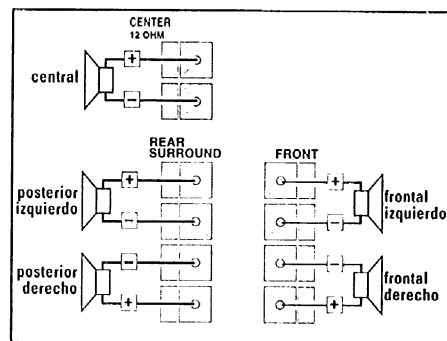 CENTER
12 OHM
central
+
−
REAR
SURROUND
FRONT
posterior
izquierdo
+
−
+
−
frontal
izquierdo
posterior
derecho
−
+
−
+
frontal
derecho